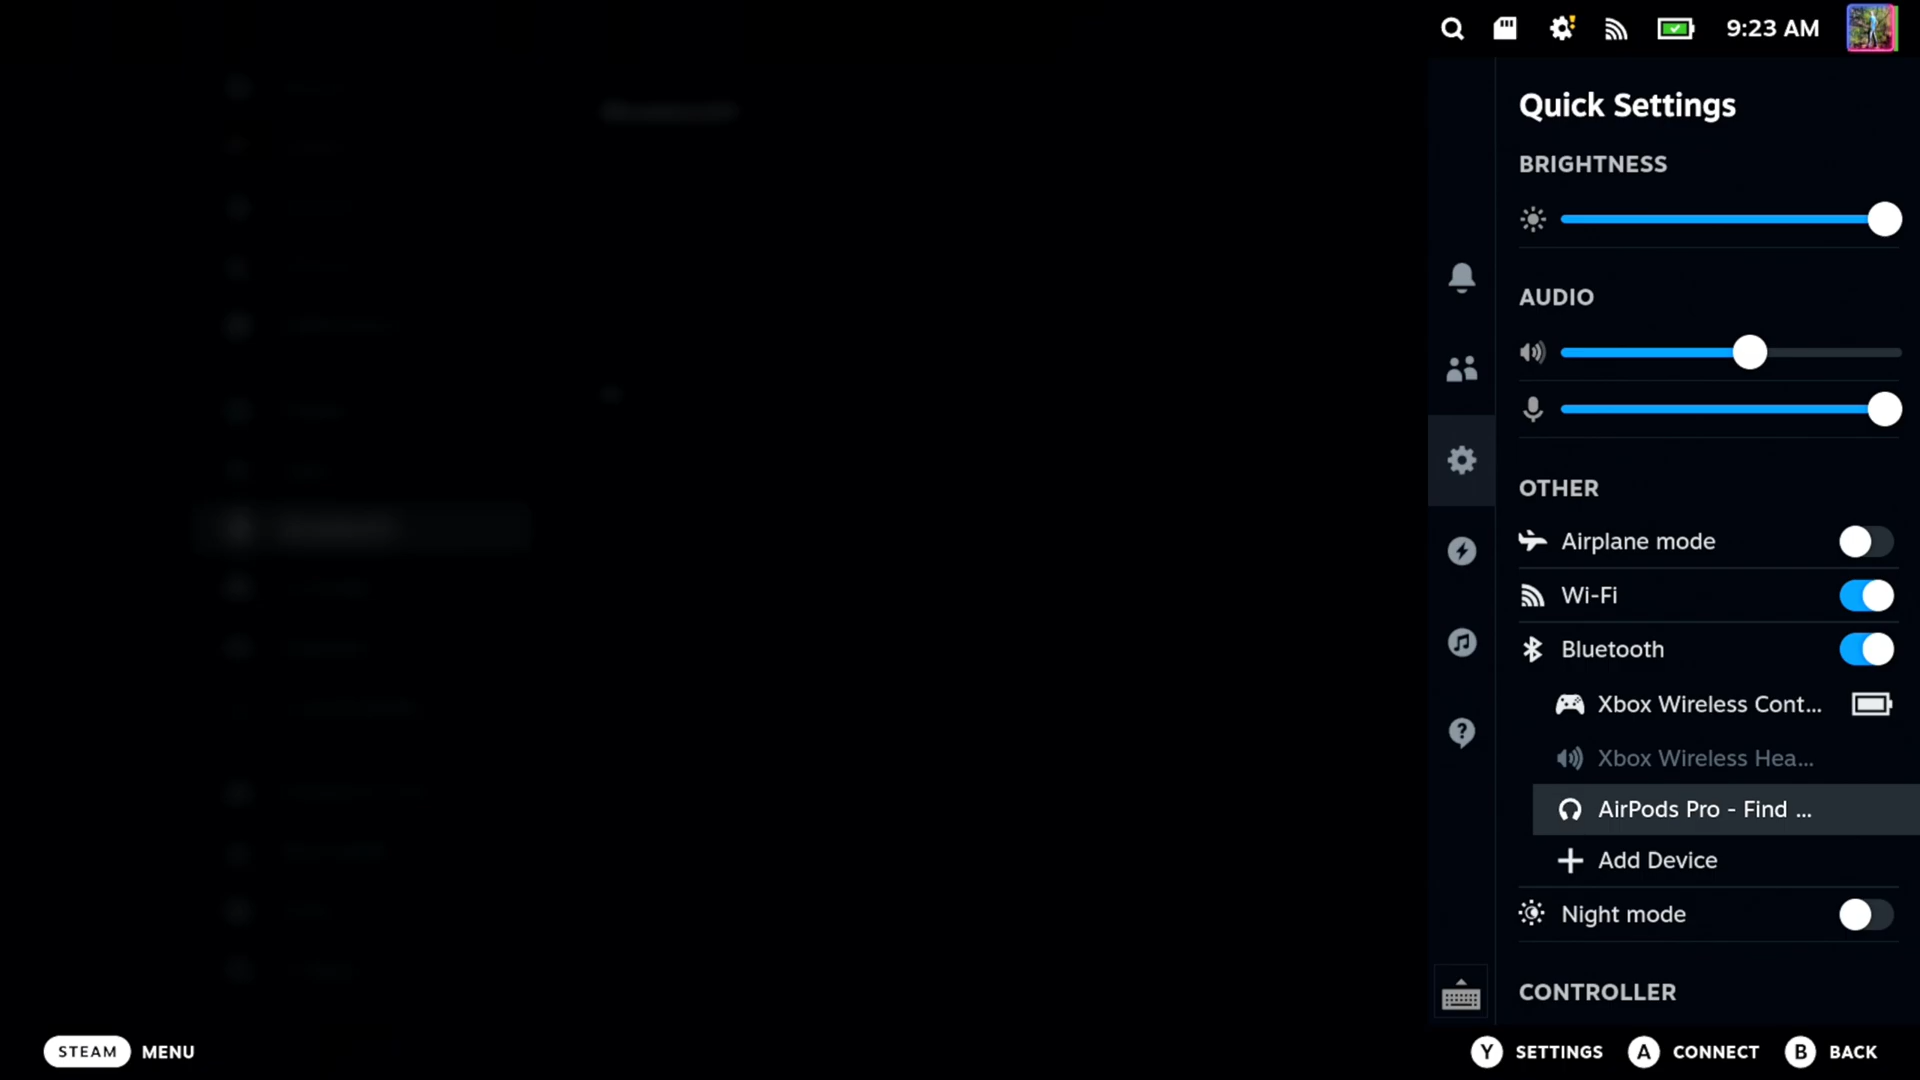 9:23 AM
Quick Settings
BRIGHTNESS
AUDIO
OTHER
Airplane mode
Wi-Fi
Bluetooth
Xbox Wireless Cont...
Xbox Wireless Hea...
AirPods Pro - Find ...
Add Device
Night mode
CONTROLLER
STEAM MENU
Y SETTINGS A CONNECT B BACK